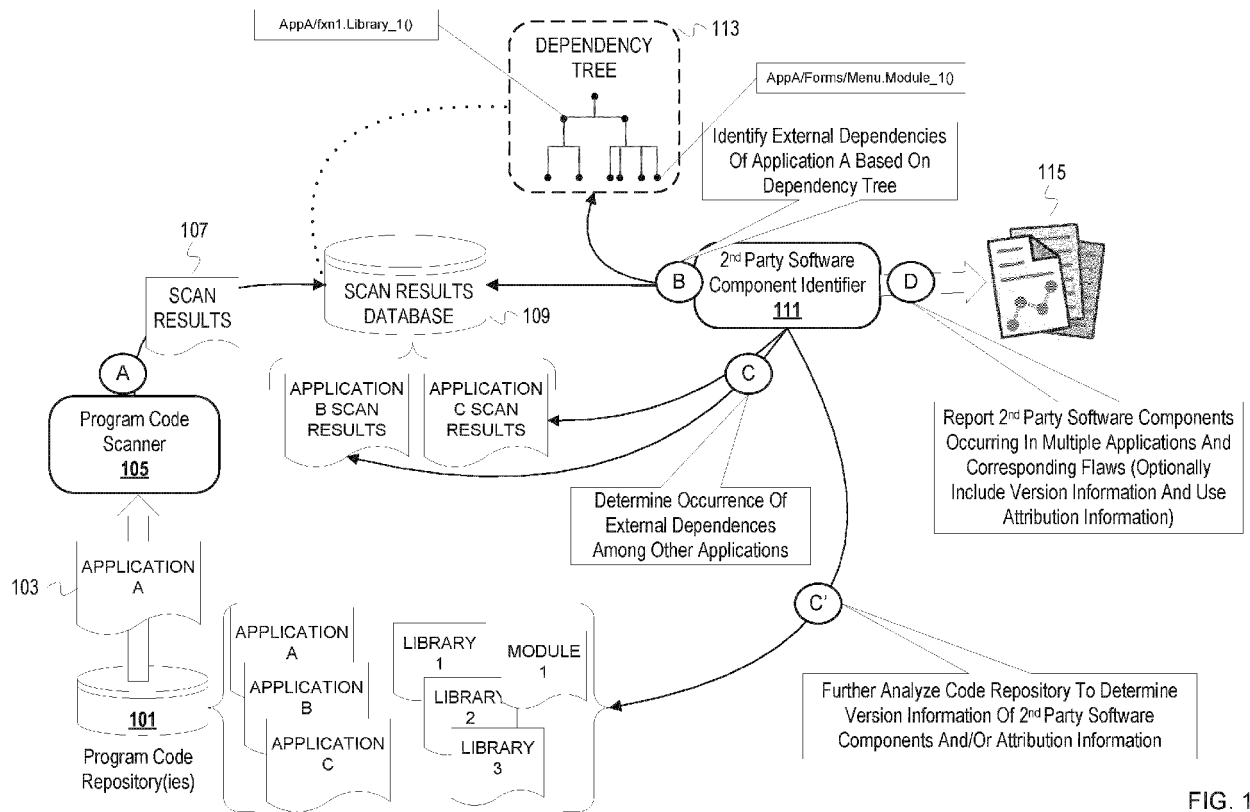 AppA/fxn1.Library_1()
113
DEPENDENCY
TREE
AppA/Forms/Menu.Module_1()
Identify External Dependencies
Of Application A Based On
Dependency Tree
115
107
SCAN
RESULTS
SCAN RESULTS
DATABASE
109
B
2nd Party Software
Component Identifier
111
D
A
APPLICATION
B SCAN
RESULTS
APPLICATION
C SCAN
RESULTS
C
Program Code
Scanner
105
Report 2nd Party Software Components
Occurring In Multiple Applications And
Corresponding Flaws (Optionally
Include Version Information And Use
Attribution Information)
Determine Occurrence Of
External Dependences
Among Other Applications
103
APPLICATION
A
C'
APPLICATION
A
APPLICATION
B
APPLICATION
C
LIBRARY
1
MODULE
1
LIBRARY
2
LIBRARY
3
101
Program Code
Repository(ies)
Further Analyze Code Repository To Determine
Version Information Of 2nd Party Software
Components And/Or Attribution Information
FIG. 1